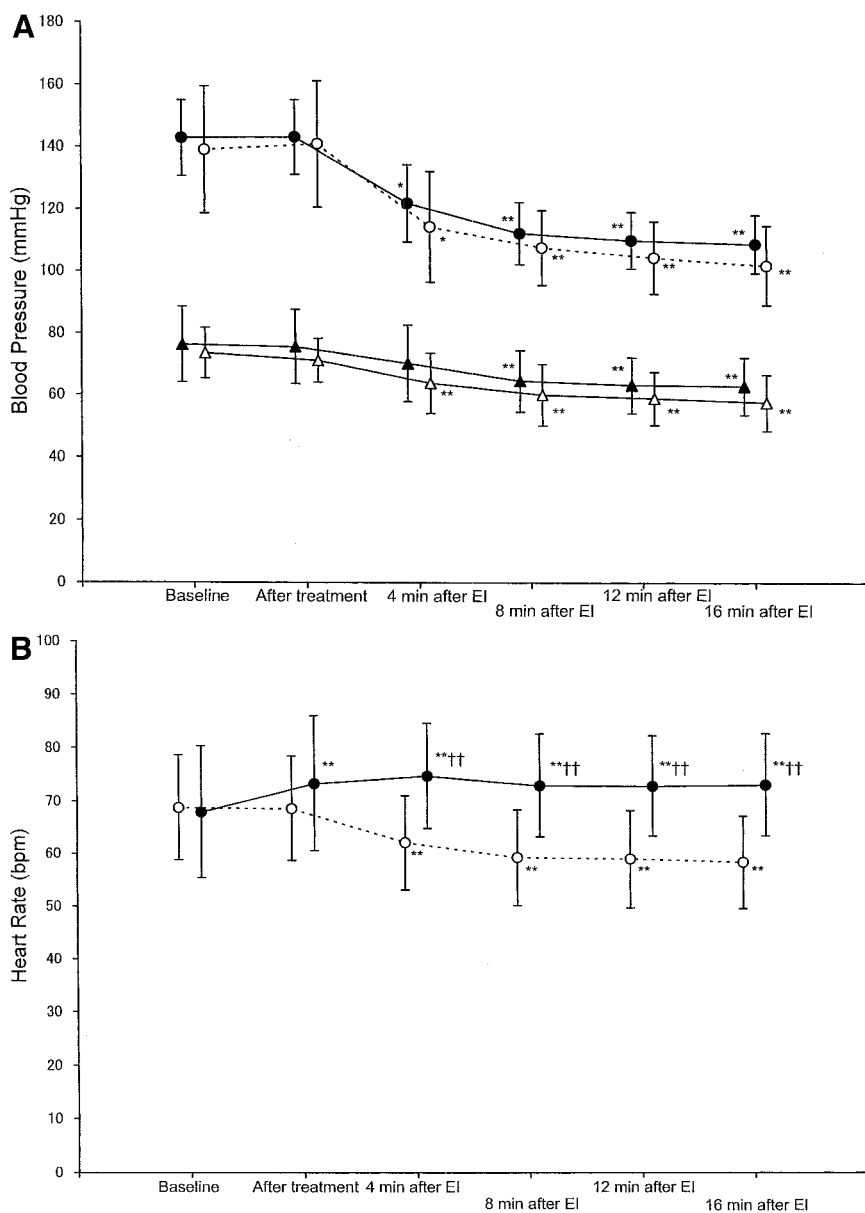 A
Blood Pressure (mmHg)
180
160
140
120
100
80
60
40
20
0
*
**
**
**
*
**
**
**
**
**
**
**
**
**
**
Baseline
After treatment
4 min after EI
8 min after EI
12 min after EI
16 min after EI
B
Heart Rate (bpm)
100
90
80
70
60
50
40
30
20
10
0
**
**††
**††
**††
**††
**
**
**
**
Baseline
After treatment
4 min after EI
8 min after EI
12 min after EI
16 min after EI